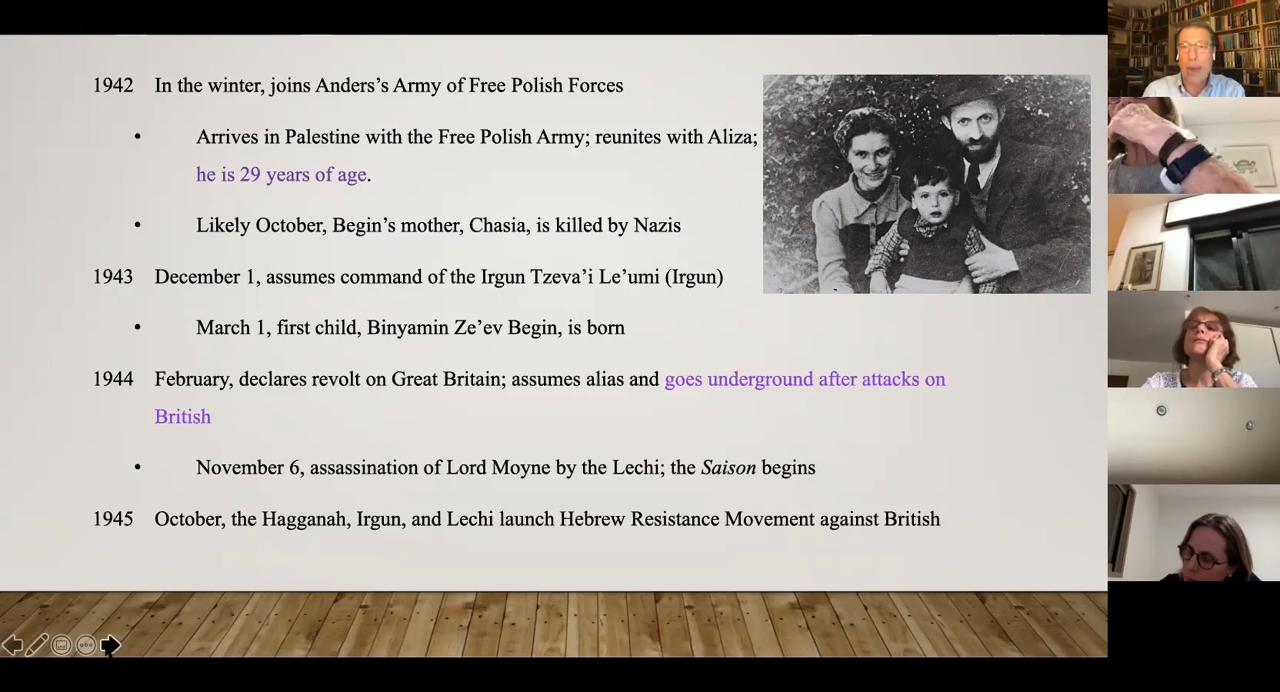 1942 In the winter, joins Anders’s Army of Free Polish Forces
• Arrives in Palestine with the Free Polish Army; reunites with Aliza;
he is 29 years of age.
• Likely October, Begin’s mother, Chasia, is killed by Nazis
1943 December 1, assumes command of the Irgun Tzeva’i Le’umi (Irgun)
• March 1, first child, Binyamin Ze’ev Begin, is born
1944 February, declares revolt on Great Britain; assumes alias and goes underground after attacks on
British
• November 6, assassination of Lord Moyne by the Lechi; the Saison begins
1945 October, the Hagganah, Irgun, and Lechi launch Hebrew Resistance Movement against British